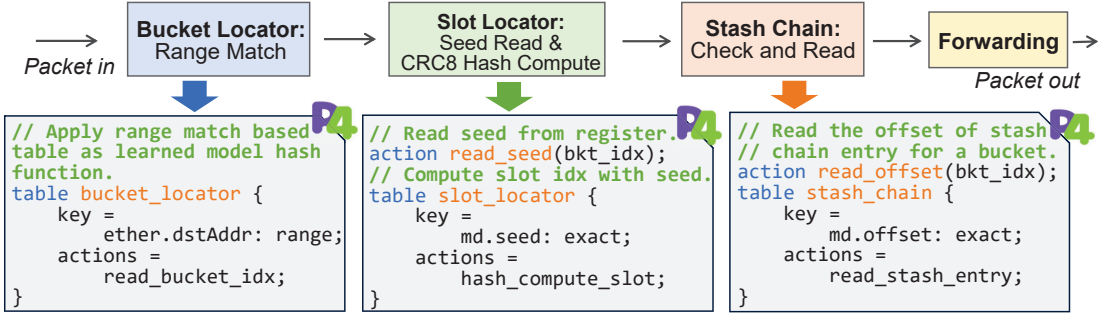 Packet in
Bucket Locator:
Range Match
Slot Locator:
Seed Read &
CRC8 Hash Compute
Stash Chain:
Check and Read
Forwarding
Packet out
P4
// Apply range match based
table as learned model hash
function.
table bucket_locator {
key =
ether.dstAddr: range;
actions =
read_bucket_idx;
}
P4
// Read seed from register.
action read_seed(bkt_idx);
// Compute slot idx with seed.
table slot_locator {
key =
md.seed: exact;
actions =
hash_compute_slot;
}
P4
// Read the offset of stash
// chain entry for a bucket.
action read_offset(bkt_idx);
table stash_chain {
key =
md.offset: exact;
actions =
read_stash_entry;
}